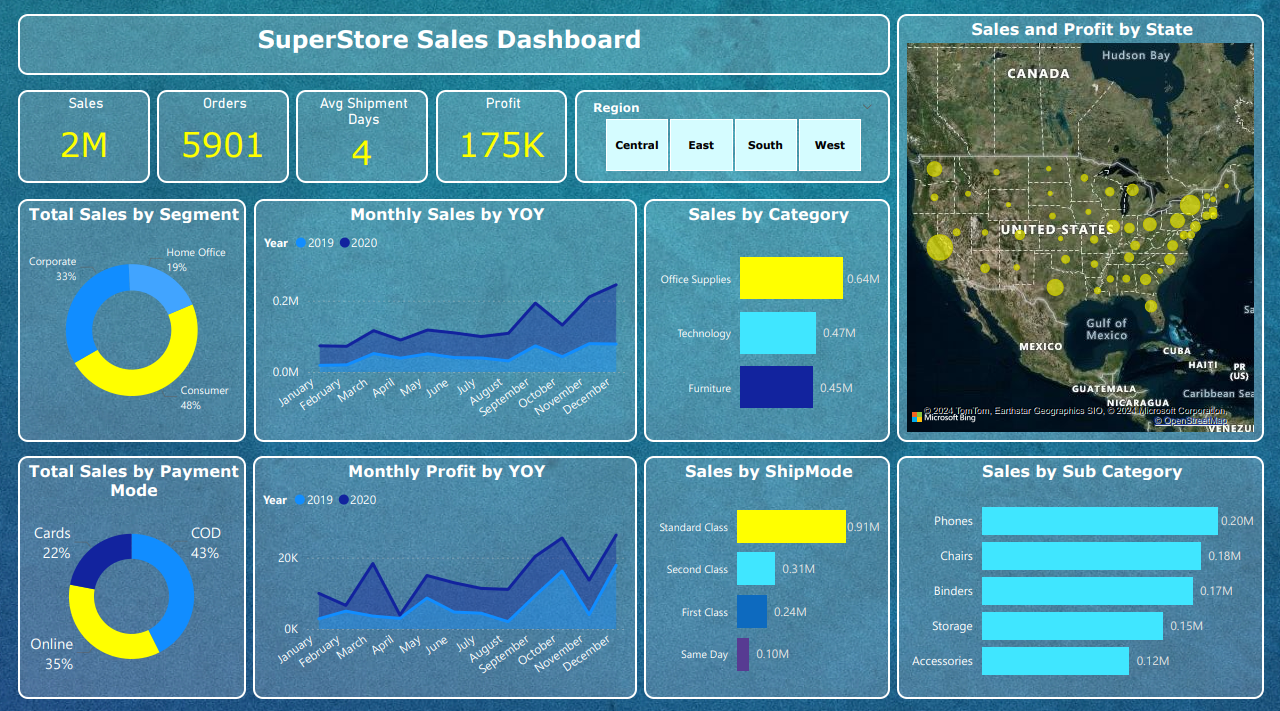 SuperStore Sales Dashboard
Sales
2M
Orders
5901
Avg Shipment
Days
4
Profit
175K
Region
Central
East
South
West
Sales and Profit by State
Hudson Bay
CANADA
UNITED STATES
Gulf of
Mexico
MEXICO
CUBA
HAITI
PR
(US)
GUATEMALA
Caribbean Sea
NICARAGUA
© 2024 TomTom, Earthstar Geographics SIO, © 2024 Microsoft Corporation,
Microsoft Bing
© OpenStreetMap
Total Sales by Segment
Home Office
19%
Corporate
33%
Consumer
48%
Monthly Sales by YOY
Year 2019 2020
0.2M
0.0M
January
February
March
April
May
June
July
August
September
October
November
December
Sales by Category
Office Supplies 0.64M
Technology 0.47M
Furniture 0.45M
Total Sales by Payment
Mode
Cards
22%
COD
43%
Online
35%
Monthly Profit by YOY
Year 2019 2020
20K
0K
January
February
March
April
May
June
July
August
September
October
November
December
Sales by ShipMode
Standard Class 0.91M
Second Class 0.31M
First Class 0.24M
Same Day 0.10M
Sales by Sub Category
Phones 0.20M
Chairs 0.18M
Binders 0.17M
Storage 0.15M
Accessories 0.12M